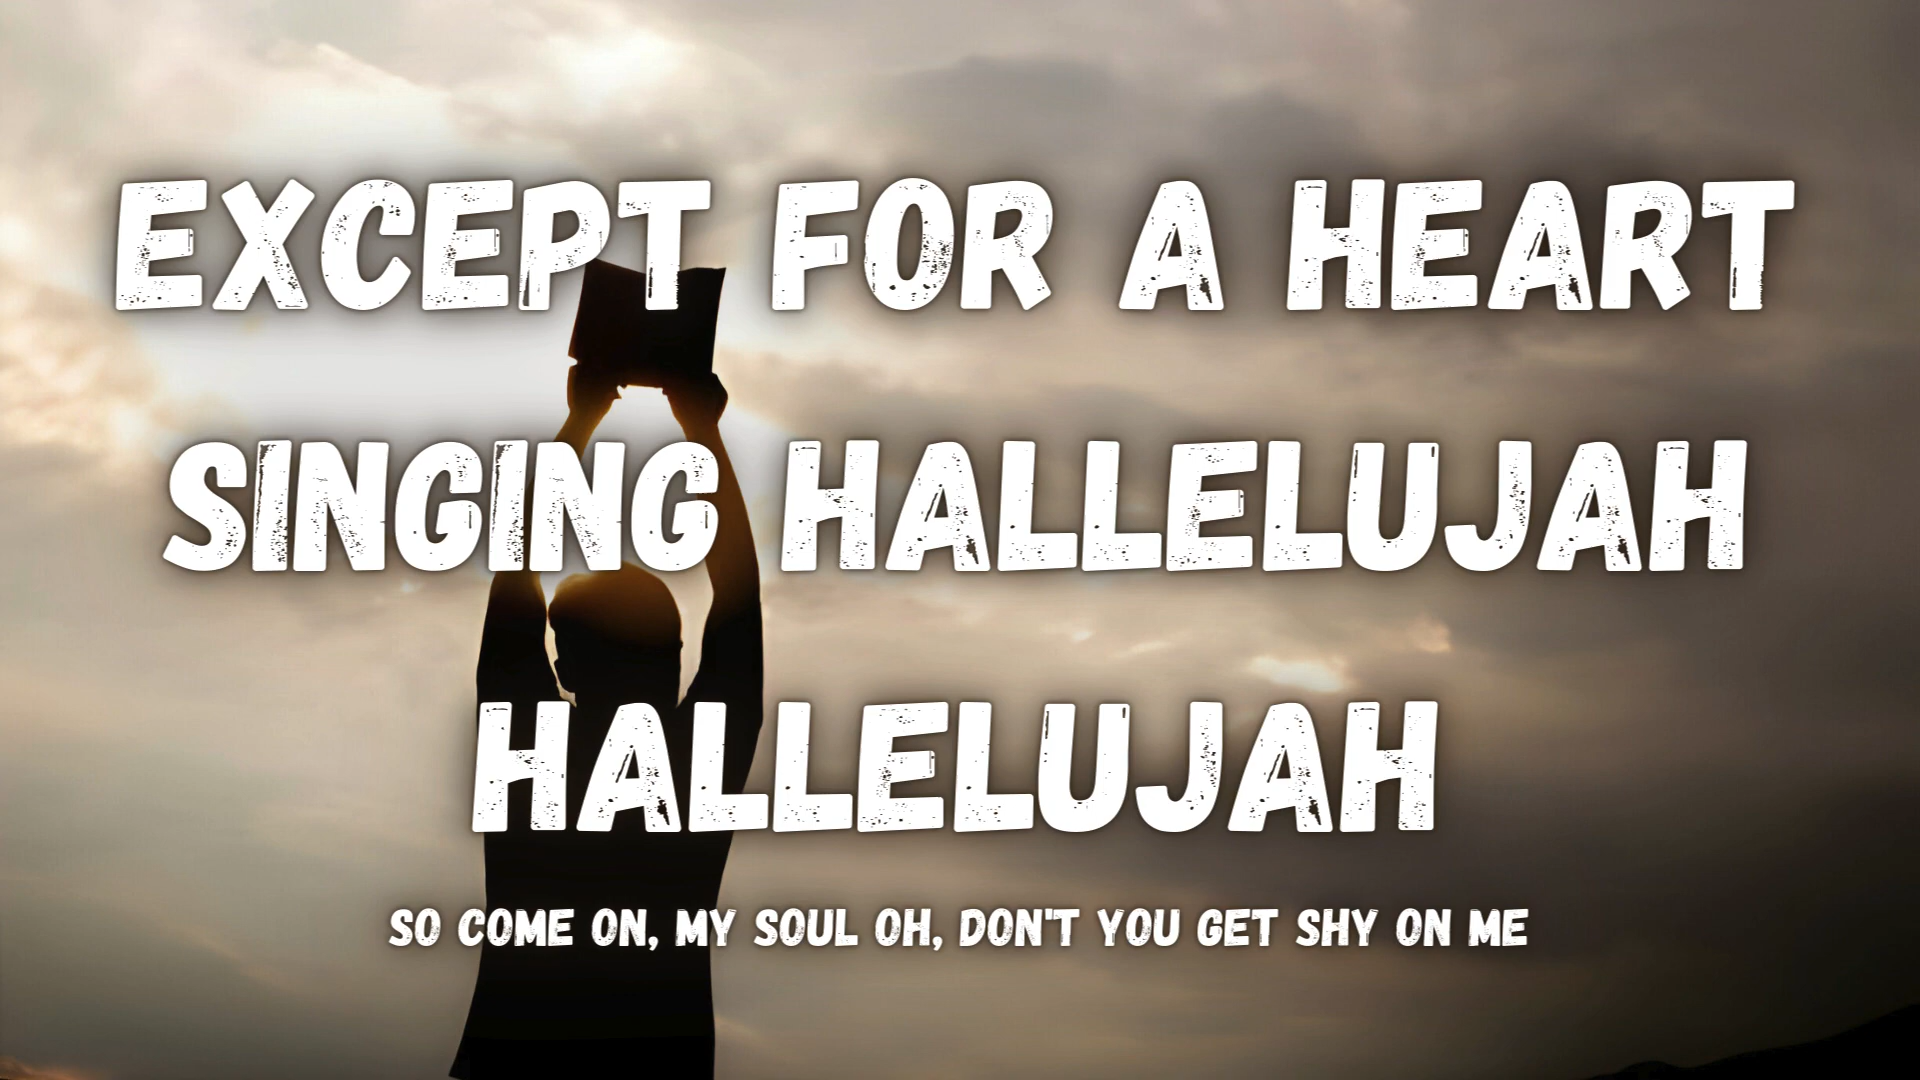 EXCEPT FOR A HEART
SINGING HALLELUJAH
HALLELUJAH
SO COME ON, MY SOUL OH, DON'T YOU GET SHY ON ME